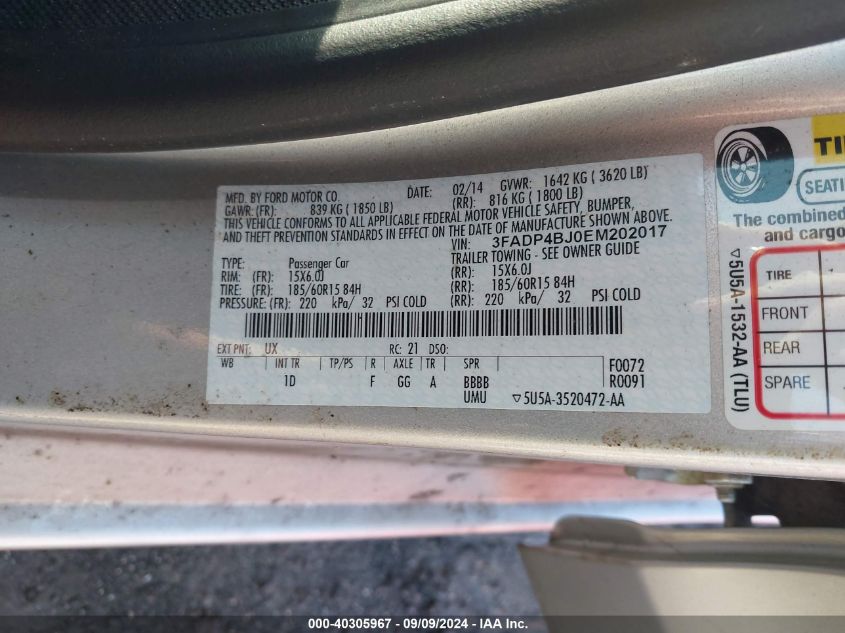 MFD. BY FORD MOTOR CO. DATE: 02/14 GVWR: 1642 KG ( 3620 LB)
GAWR: (FR): 839 KG ( 1850 LB) (RR): 816 KG ( 1800 LB)
THIS VEHICLE CONFORMS TO ALL APPLICABLE FEDERAL MOTOR VEHICLE SAFETY, BUMPER,
AND THEFT PREVENTION STANDARDS IN EFFECT ON THE DATE OF MANUFACTURE SHOWN ABOVE.
VIN: 3FADP4BJ0EM202017
TYPE: Passenger Car TRAILER TOWING - SEE OWNER GUIDE
RIM: (FR): 15X6.0J (RR): 15X6.0J
TIRE: (FR): 185/60R15 84H (RR): 185/60R15 84H
PRESSURE: (FR): 220 kPa/ 32 PSI COLD (RR): 220 kPa/ 32 PSI COLD
EXT PNT: UX RC: 21 DSO:
WB INT TR TP/PS R AXLE TR SPR F0072
1D F GG A BBBB R0091
UMU ▽5U5A-3520472-AA
TI
SEATI
The combined
and cargo
TIRE
FRONT
REAR
SPARE
▽5U5A-1532-AA (TLU)
000-40305967 - 09/09/2024 - IAA Inc.